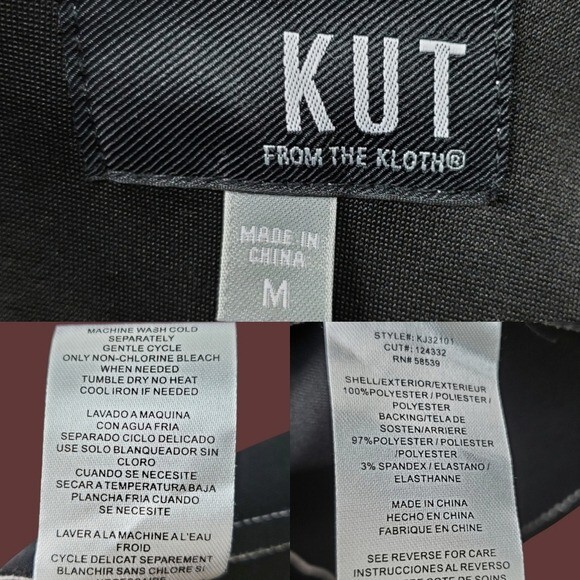 KUT
FROM THE KLOTH®
MADE IN
CHINA
M
MACHINE WASH COLD
SEPARATELY
GENTLE CYCLE
ONLY NON-CHLORINE BLEACH
WHEN NEEDED
TUMBLE DRY NO HEAT
COOL IRON IF NEEDED
LAVADO A MAQUINA
CON AGUA FRIA
SEPARADO CICLO DELICADO
USE SOLO BLANQUEADOR SIN
CLORO
CUANDO SE NECESITE
SECAR A TEMPERATURA BAJA
PLANCHA FRIA CUANDO
SE NECESITE
LAVER A LA MACHINE A L'EAU
FROID
CYCLE DELICAT SEPAREMENT
BLANCHIR SANS CHLORE SI
STYLE#: KJ32101
CUT#: 124332
RN# 58539
SHELL/EXTERIOR/EXTERIEUR
100%POLYESTER / POLIESTER /
POLYESTER
BACKING/TELA DE
SOSTEN/ARRIERE
97%POLYESTER / POLIESTER
/POLYESTER
3% SPANDEX / ELASTANO /
ELASTHANNE
MADE IN CHINA
HECHO EN CHINA
FABRIQUE EN CHINE
SEE REVERSE FOR CARE
INSTRUCTIONS AL REVERSO